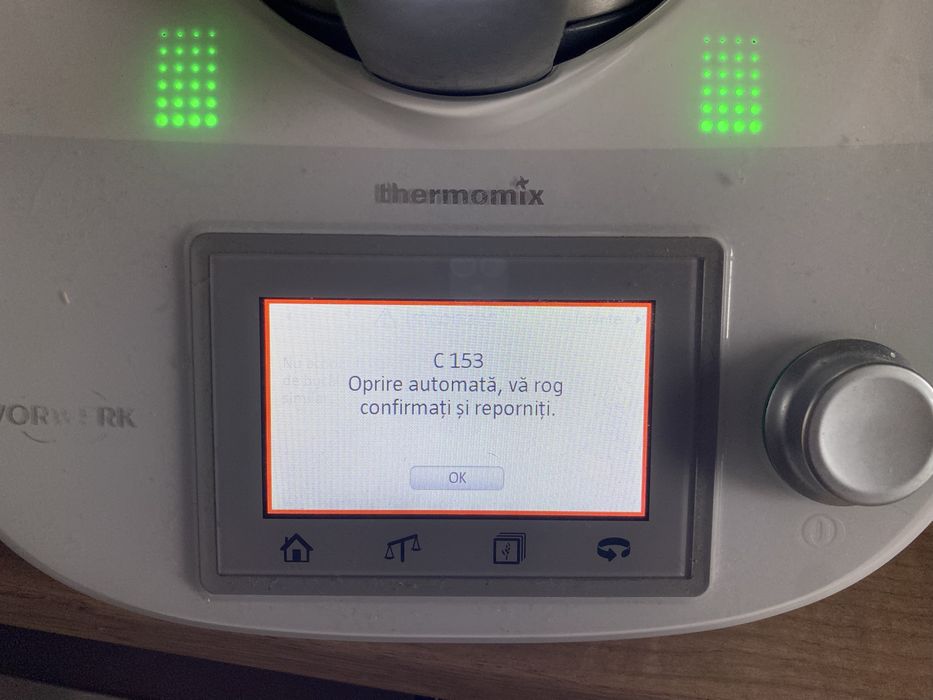 thermomix
C 153
Oprire automată, vă rog
confirmați și reporniți.
VORWERK
OK